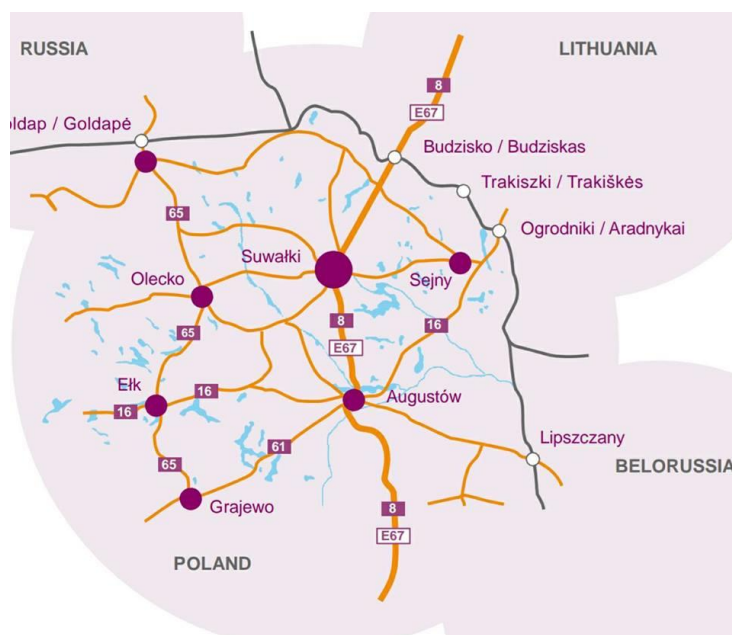 RUSSIA
LITHUANIA
8
E67
oldap / Goldapė
Budzisko / Budziskas
Trakiszki / Trakiškės
65
Ogrodniki / Aradnykai
Suwałki
Olecko
Sejny
8
16
65
E67
Ełk
16
16
Augustów
61
Lipszczany
65
BELORUSSIA
Grajewo
8
E67
POLAND